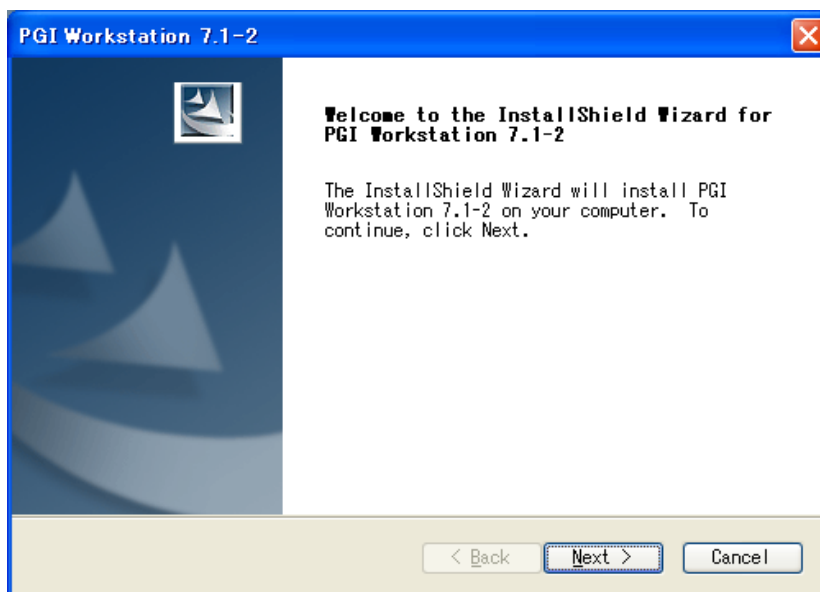 PGI Workstation 7.1-2
Welcome to the InstallShield Wizard for
PGI Workstation 7.1-2
The InstallShield Wizard will install PGI
Workstation 7.1-2 on your computer.  To
continue, click Next.
< Back
Next >
Cancel